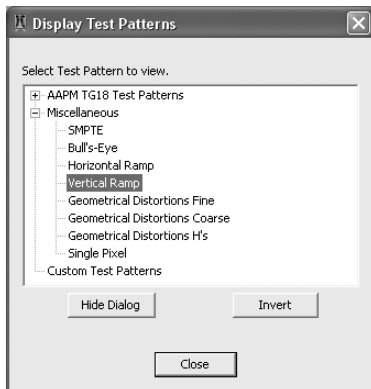 Display Test Patterns
Select Test Pattern to view.
AAPM TG18 Test Patterns
Miscellaneous
SMPTE
Bull's-Eye
Horizontal Ramp
Vertical Ramp
Geometrical Distortions Fine
Geometrical Distortions Coarse
Geometrical Distortions H's
Single Pixel
Custom Test Patterns
Hide Dialog Invert
Close